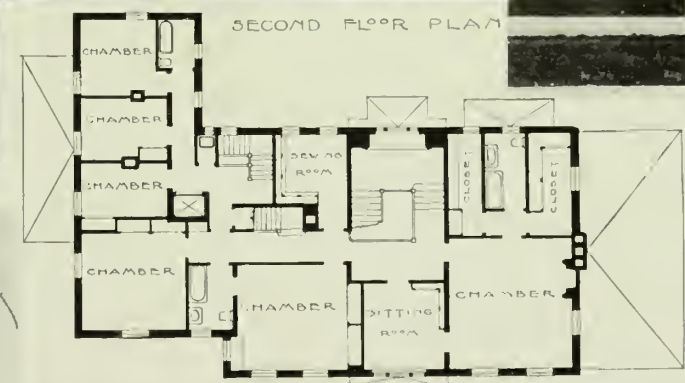 SECOND FLOOR PLAN
CHAMBER
CHAMBER
CHAMBER
SEWING
ROOM
CLOSET
CLOSET
CHAMBER
CHAMBER
SITTING
ROOM
CHAMBER